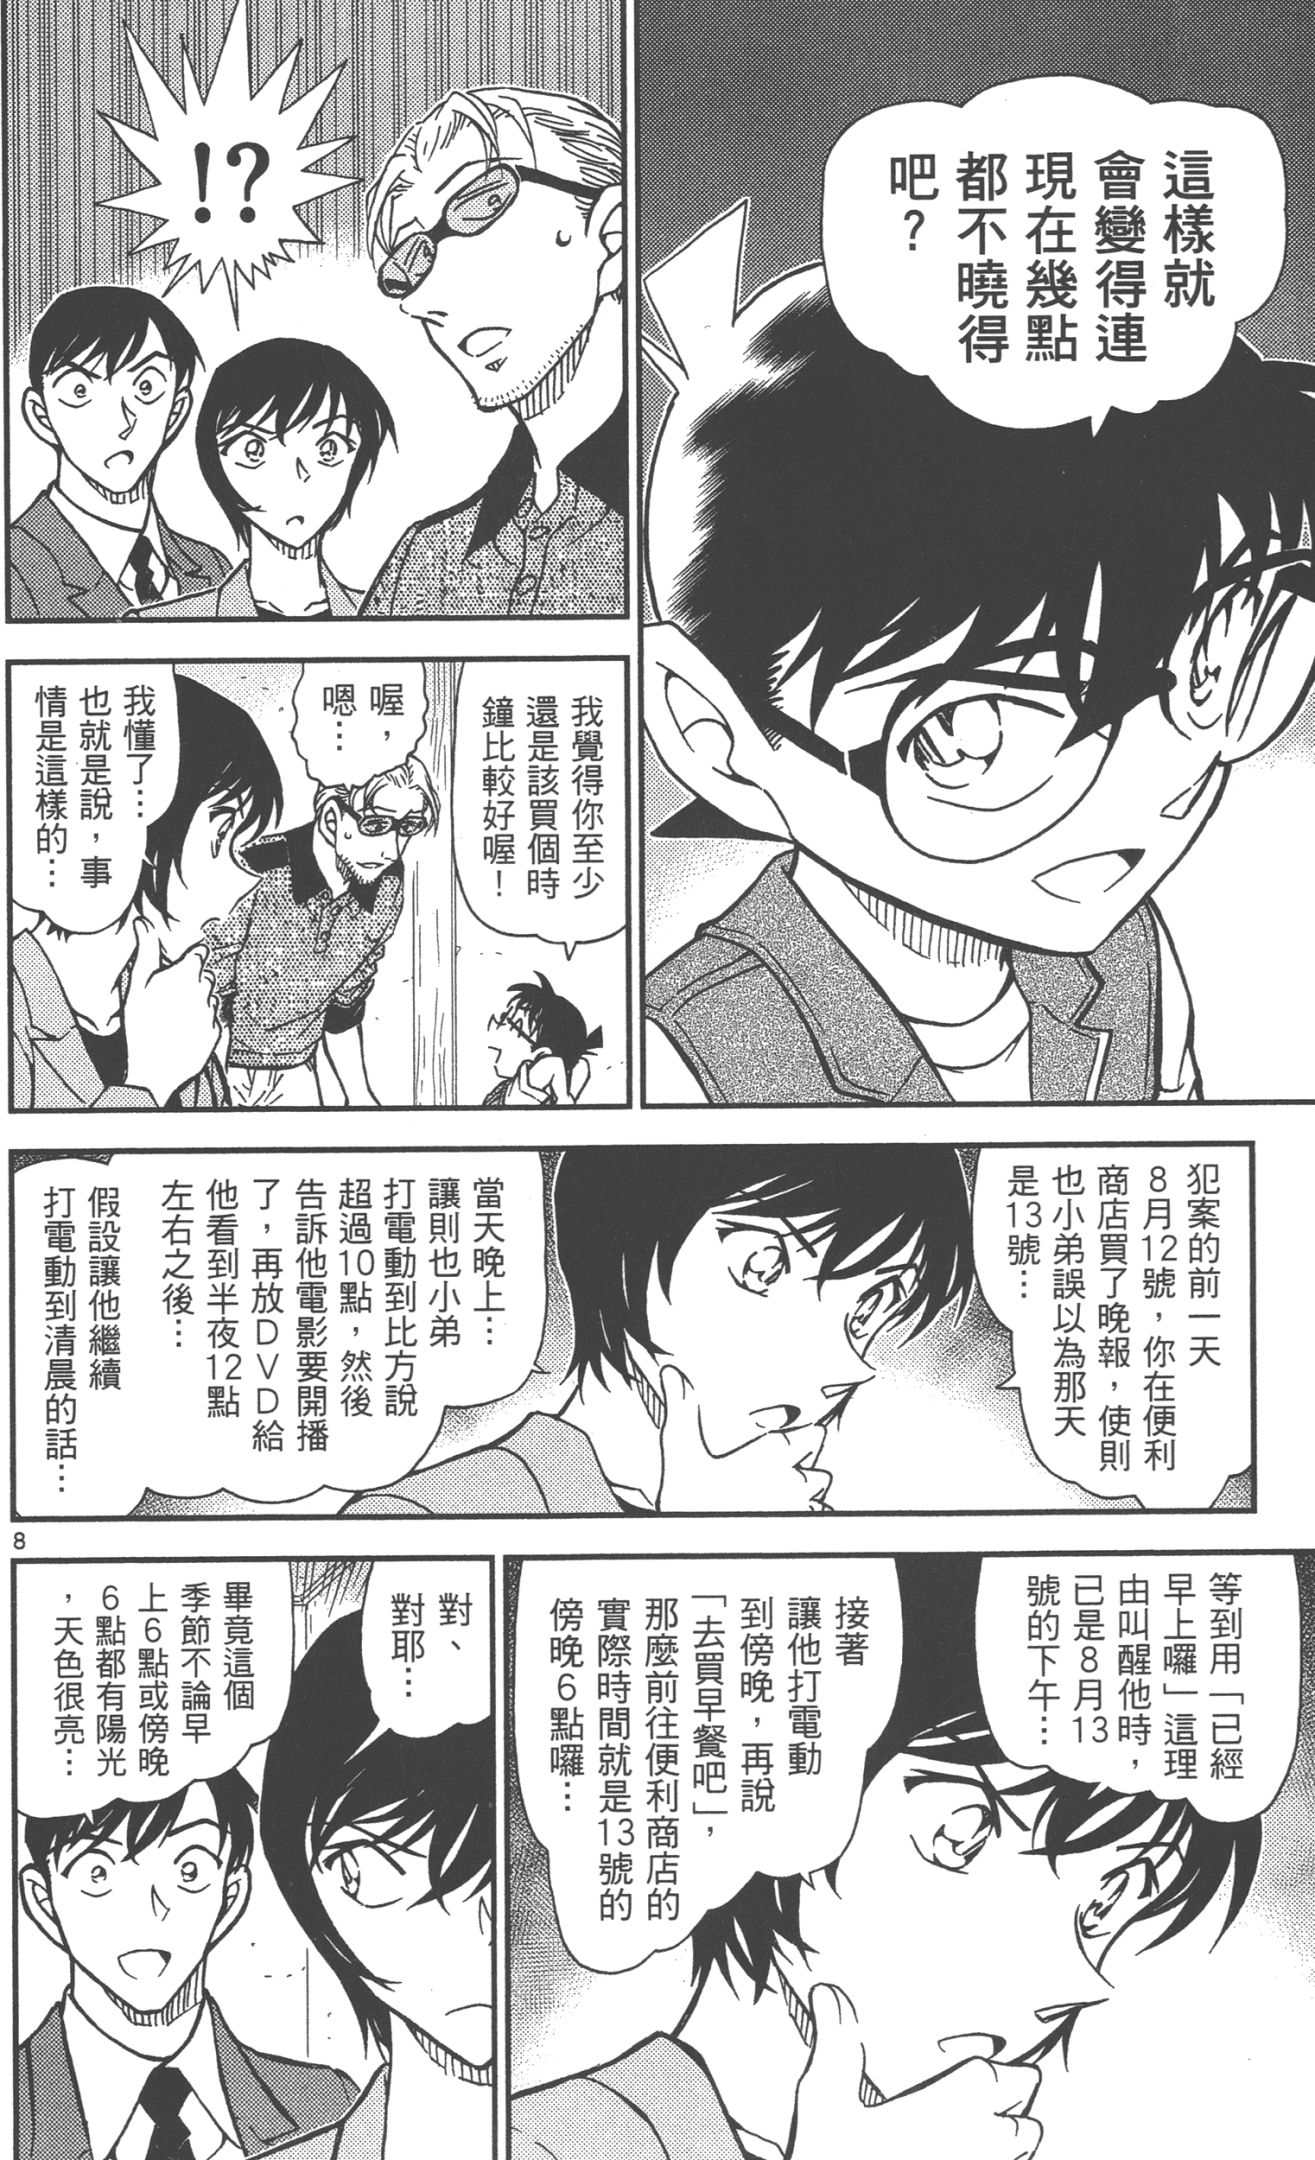 這樣就
會變得連
現在幾點
都不曉得
吧？
！？
我覺得你至少
還是該買個時
鐘比較好喔！
喔，
嗯…
我懂了…
也就是說，事
情是這樣的…
犯案的前一天
8月12號，你在便利
商店買了晚報，使則
也小弟誤以為那天
是13號…
當天晚上…
讓則也小弟
打電動到比方說
超過10點，然後
告訴他電影要開播
了，再放DVD給
他看到半夜12點
左右之後…
假設讓他繼續
打電動到清晨的話…
8
等到用「已經
早上囉」這理
由叫醒他時，
已是8月13
號的下午…
接著
讓他打電動
到傍晚，再說
「去買早餐吧」，
那麼前往便利商店的
實際時間就是13號的
傍晚6點囉…
對、
對耶…
畢竟這個
季節不論早
上6點或傍晚
6點都有陽光
，天色很亮…